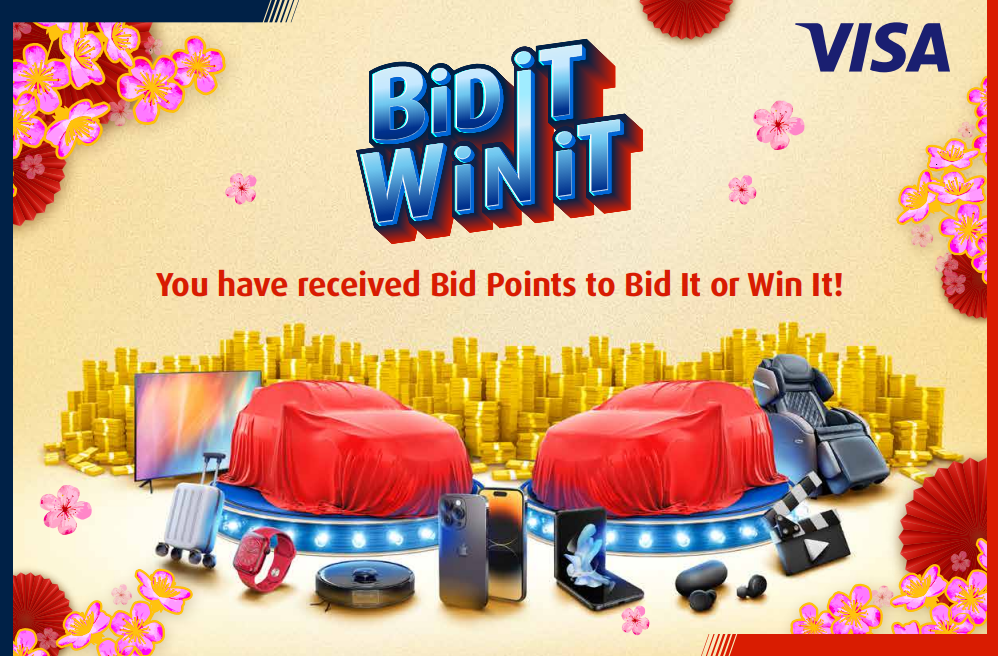 VISA
BiD iT
WiN iT
You have received Bid Points to Bid It or Win It!